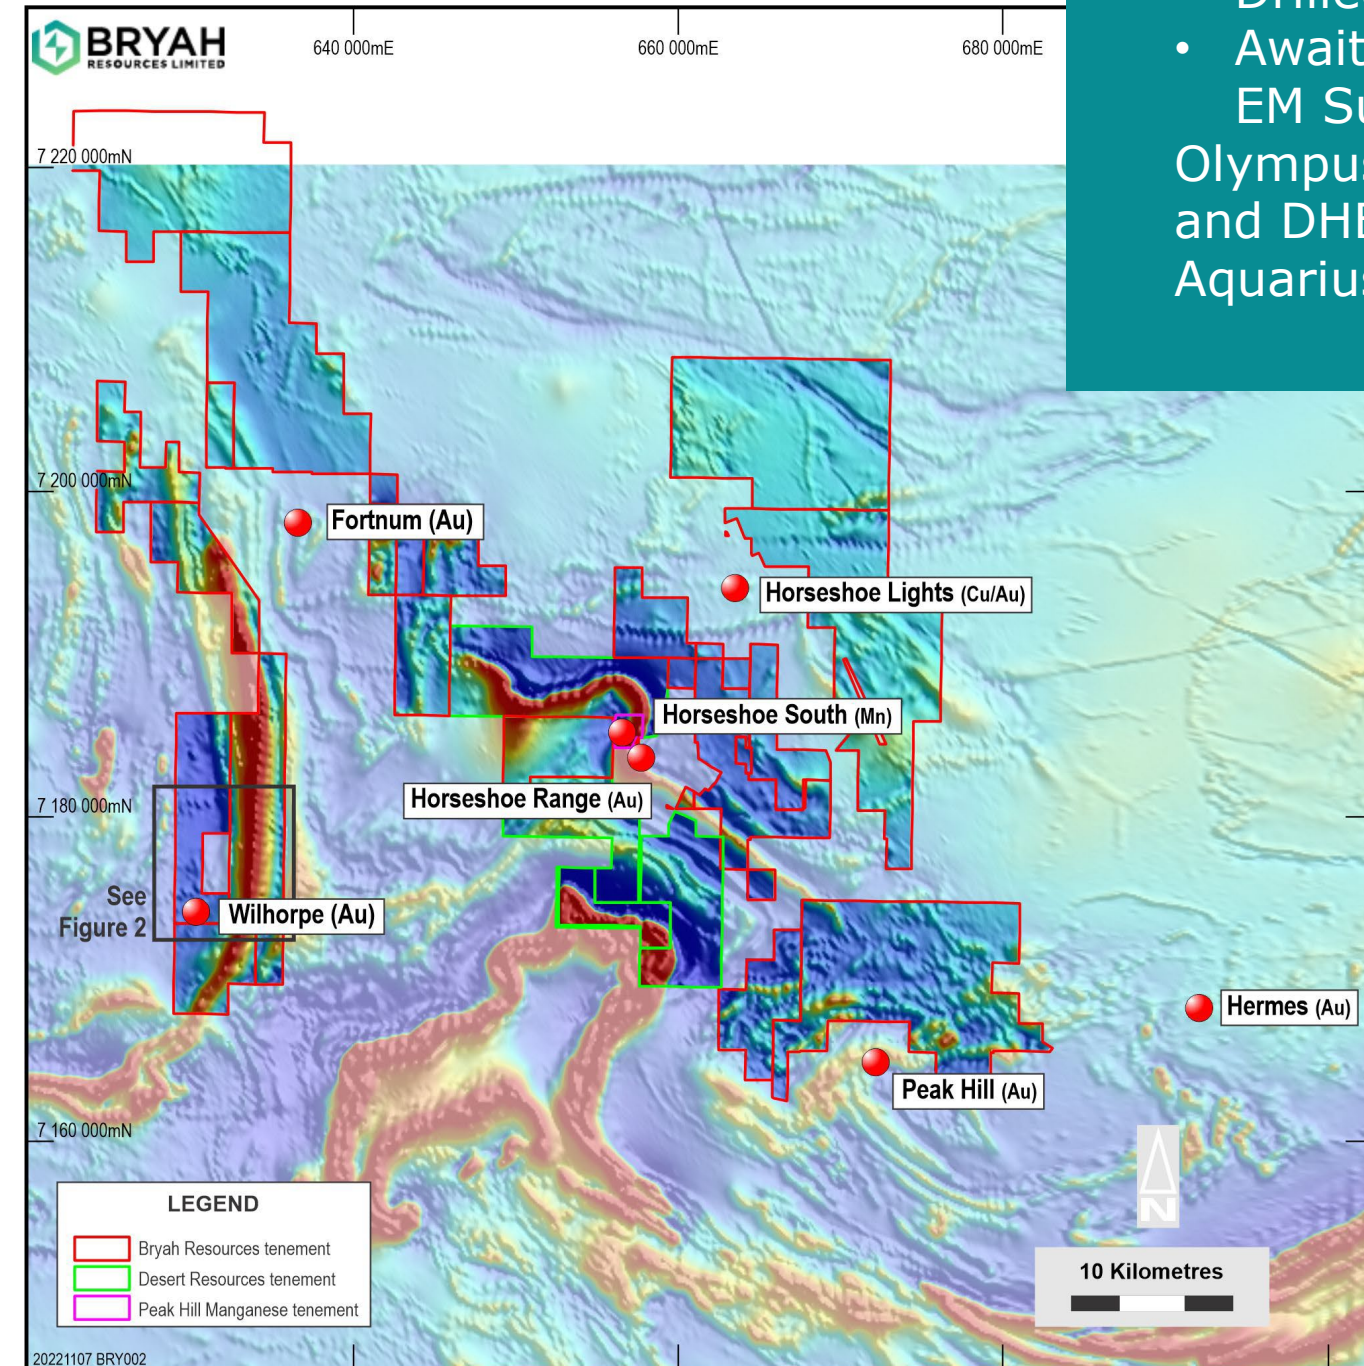 BRYAH
RESOURCES LIMITED
640 000mE
660 000mE
680 000mE
• Await
EM Su
Olympus
and DHE
Aquarius
7 220 000mN
7 200 000mN
Fortnum (Au)
Horseshoe Lights (Cu/Au)
Horseshoe South (Mn)
Horseshoe Range (Au)
7 180 000mN
See
Figure 2
Wilhorpe (Au)
Hermes (Au)
Peak Hill (Au)
7 160 000mN
N
LEGEND
Bryah Resources tenement
Desert Resources tenement
Peak Hill Manganese tenement
10 Kilometres
20221107 BRY002